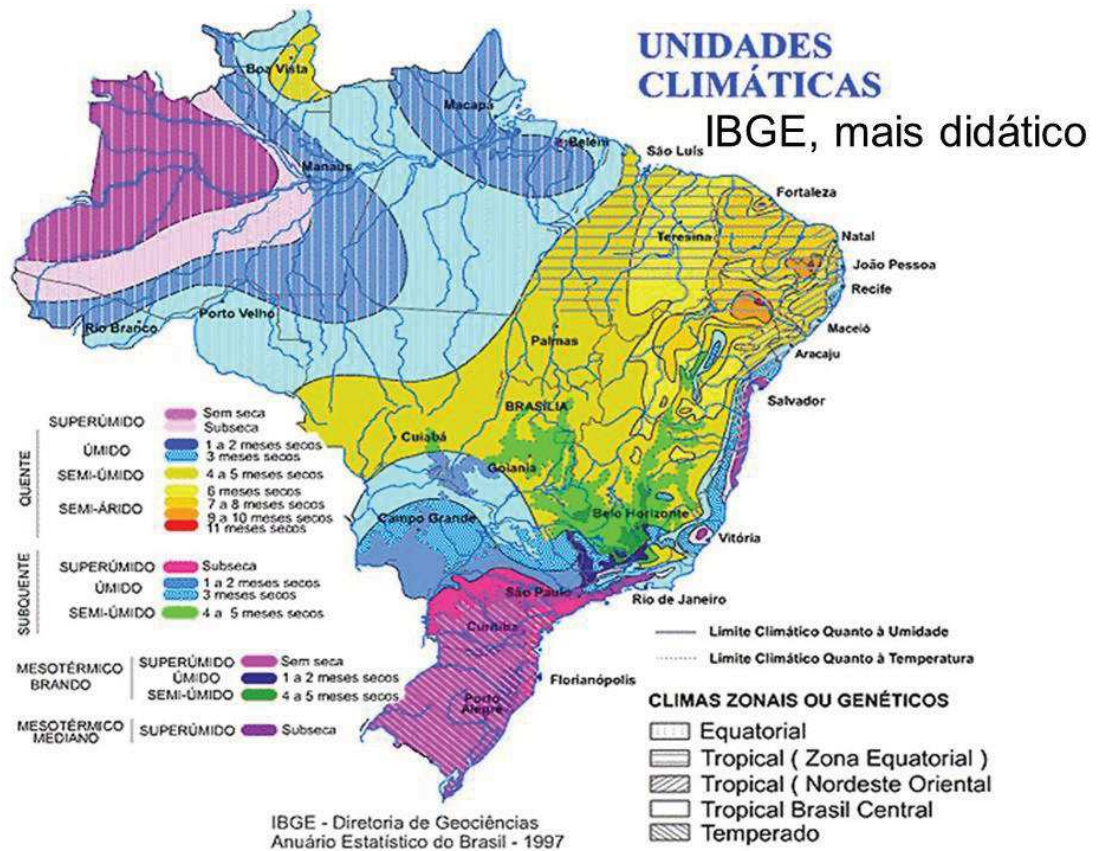 UNIDADES
CLIMÁTICAS
IBGE, mais didático
Boa Vista
Macapá
Belém
São Luís
Manaus
Fortaleza
Teresina
Natal
João Pessoa
Recife
Porto Velho
Rio Branco
Maceió
Palmas
Aracaju
Salvador
BRASÍLIA
Cuiabá
Goiania
Belo Horizonte
Campo Grande
Vitória
São Paulo
Rio de Janeiro
Curitiba
Florianópolis
Porto
Alegre
QUENTE
SUPERÚMIDO
Sem seca
Subseca
ÚMIDO
1 a 2 meses secos
3 meses secos
SEMI-ÚMIDO
4 a 5 meses secos
SEMI-ÁRIDO
6 meses secos
7 a 8 meses secos
9 a 10 meses secos
11 meses secos
SUBQUENTE
SUPERÚMIDO
Subseca
ÚMIDO
1 a 2 meses secos
3 meses secos
SEMI-ÚMIDO
4 a 5 meses secos
MESOTÉRMICO
BRANDO
SUPERÚMIDO
Sem seca
ÚMIDO
1 a 2 meses secos
SEMI-ÚMIDO
4 a 5 meses secos
MESOTÉRMICO
MEDIANO
SUPERÚMIDO
Subseca
Limite Climático Quanto à Umidade
Limite Climático Quanto à Temperatura
CLIMAS ZONAIS OU GENÉTICOS
Equatorial
Tropical ( Zona Equatorial )
Tropical ( Nordeste Oriental
Tropical Brasil Central
Temperado
IBGE - Diretoria de Geociências
Anuário Estatístico do Brasil - 1997